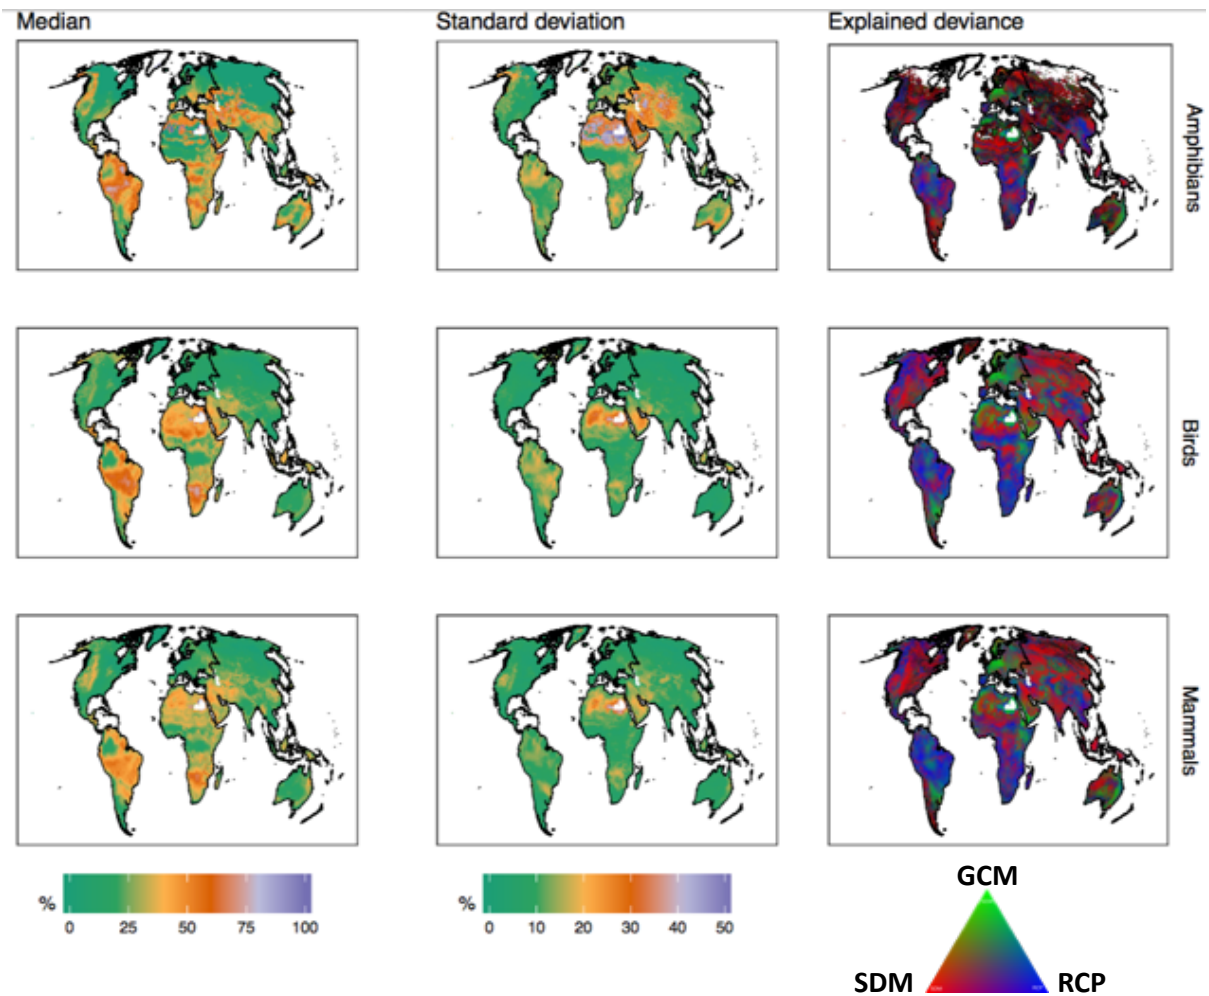 Median Standard deviation Explained deviance
Amphibians
Birds
Mammals
%
0 25 50 75 100
%
0 10 20 30 40 50
GCM
SDM RCP